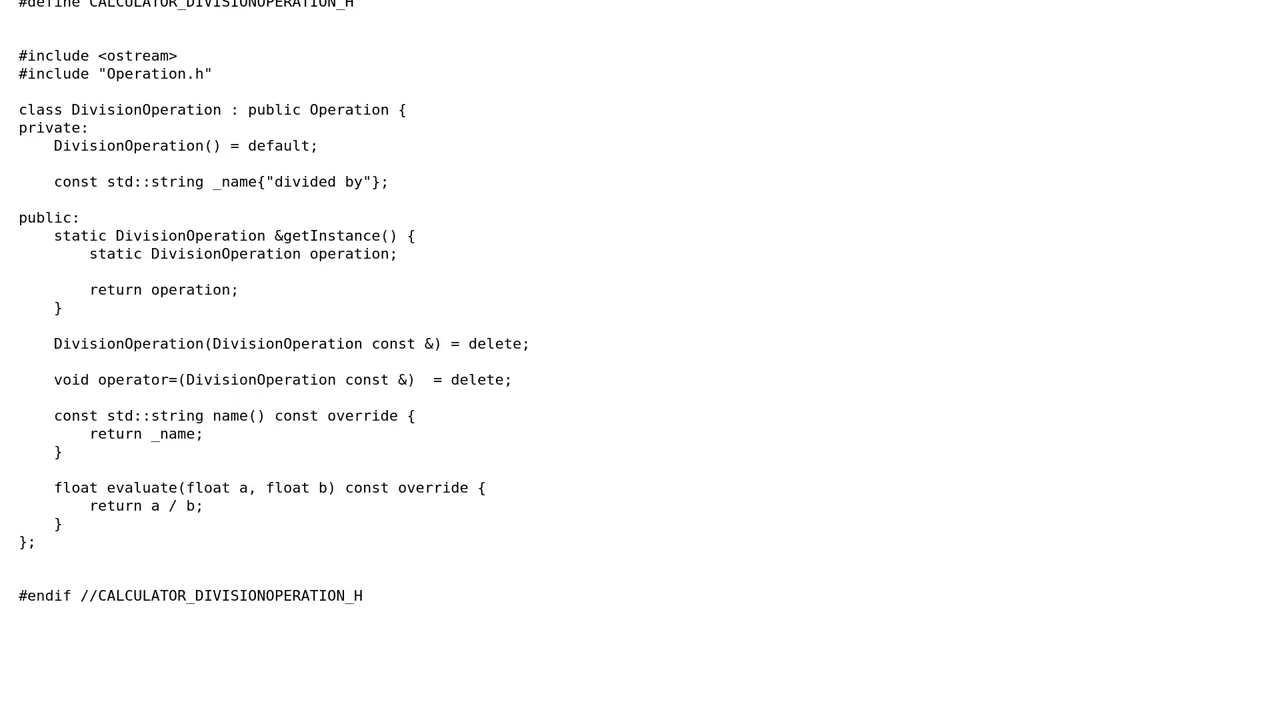 #define CALCULATOR_DIVISIONOPERATION_H
#include <ostream>
#include "Operation.h"
class DivisionOperation : public Operation {
private:
    DivisionOperation() = default;
    const std::string _name{"divided by"};
public:
    static DivisionOperation &getInstance() {
        static DivisionOperation operation;
        return operation;
    }
    DivisionOperation(DivisionOperation const &) = delete;
    void operator=(DivisionOperation const &)  = delete;
    const std::string name() const override {
        return _name;
    }
    float evaluate(float a, float b) const override {
        return a / b;
    }
};
#endif //CALCULATOR_DIVISIONOPERATION_H